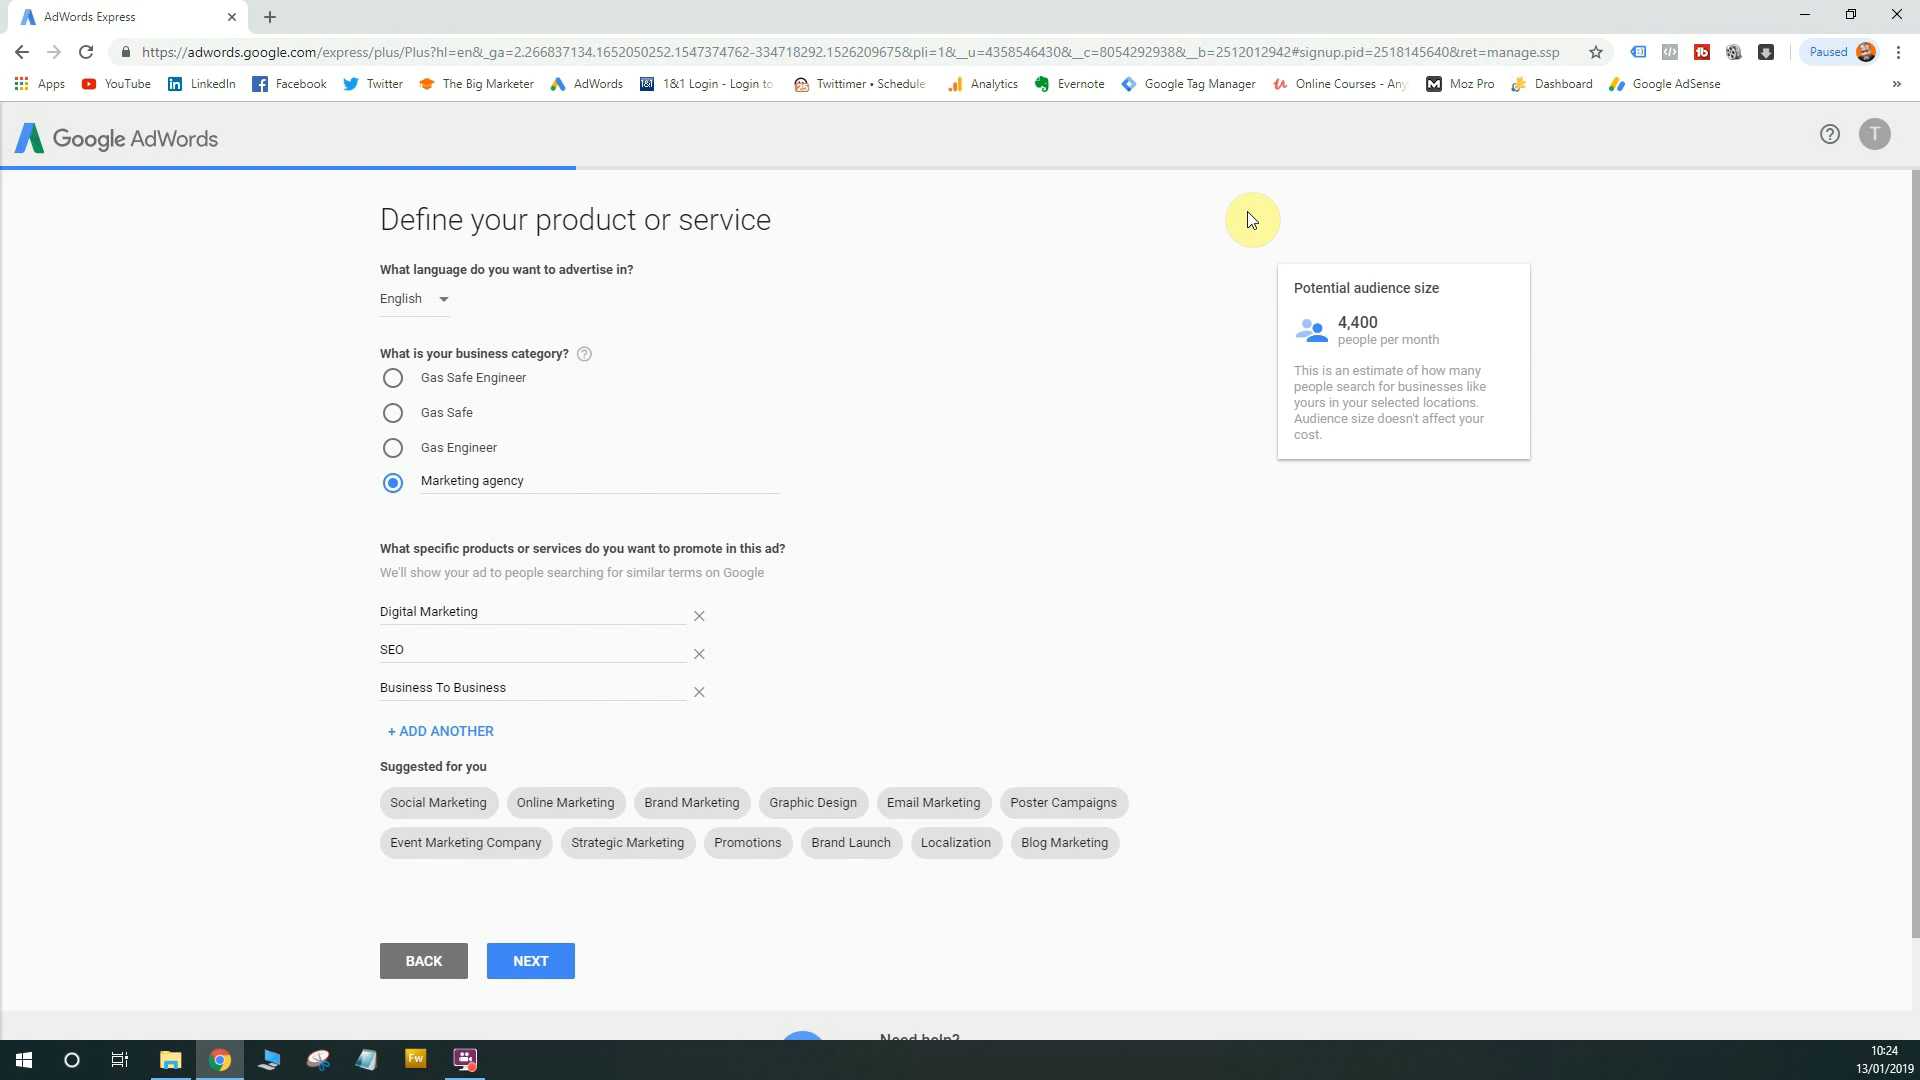 AdWords Express
https://adwords.google.com/express/plus/Plus?hl=en&_ga=2.266837134.1652050252.1547374762-334718292.1526209675&pli=1&__u=4358546430&__c=8054292938&__b=2512012942#signup.pid=2518145640&ret=manage.ssp
Paused
Apps YouTube LinkedIn Facebook Twitter The Big Marketer AdWords 1&1 Login - Login to Twittimer • Schedule Analytics Evernote Google Tag Manager Online Courses - Any Moz Pro Dashboard Google AdSense »
Google AdWords
T
Define your product or service
What language do you want to advertise in?
English
What is your business category?
Gas Safe Engineer
Gas Safe
Gas Engineer
Marketing agency
Potential audience size
4,400
people per month
This is an estimate of how many
people search for businesses like
yours in your selected locations.
Audience size doesn't affect your
cost.
What specific products or services do you want to promote in this ad?
We'll show your ad to people searching for similar terms on Google
Digital Marketing
SEO
Business To Business
+ ADD ANOTHER
Suggested for you
Social Marketing Online Marketing Brand Marketing Graphic Design Email Marketing Poster Campaigns
Event Marketing Company Strategic Marketing Promotions Brand Launch Localization Blog Marketing
BACK NEXT
Need help?
Fw
10:24
13/01/2019